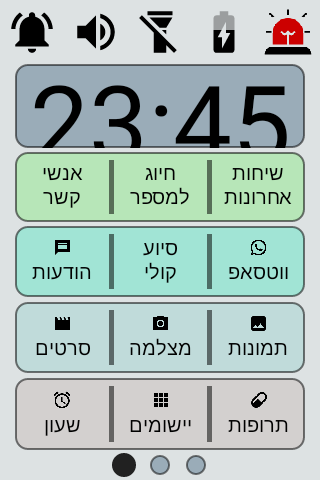 23:45
שיחות אחרונות
חיוג למספר
אנשי קשר
ווטסאפ
סיוע קולי
הודעות
תמונות
מצלמה
סרטים
תרופות
יישומים
שעון